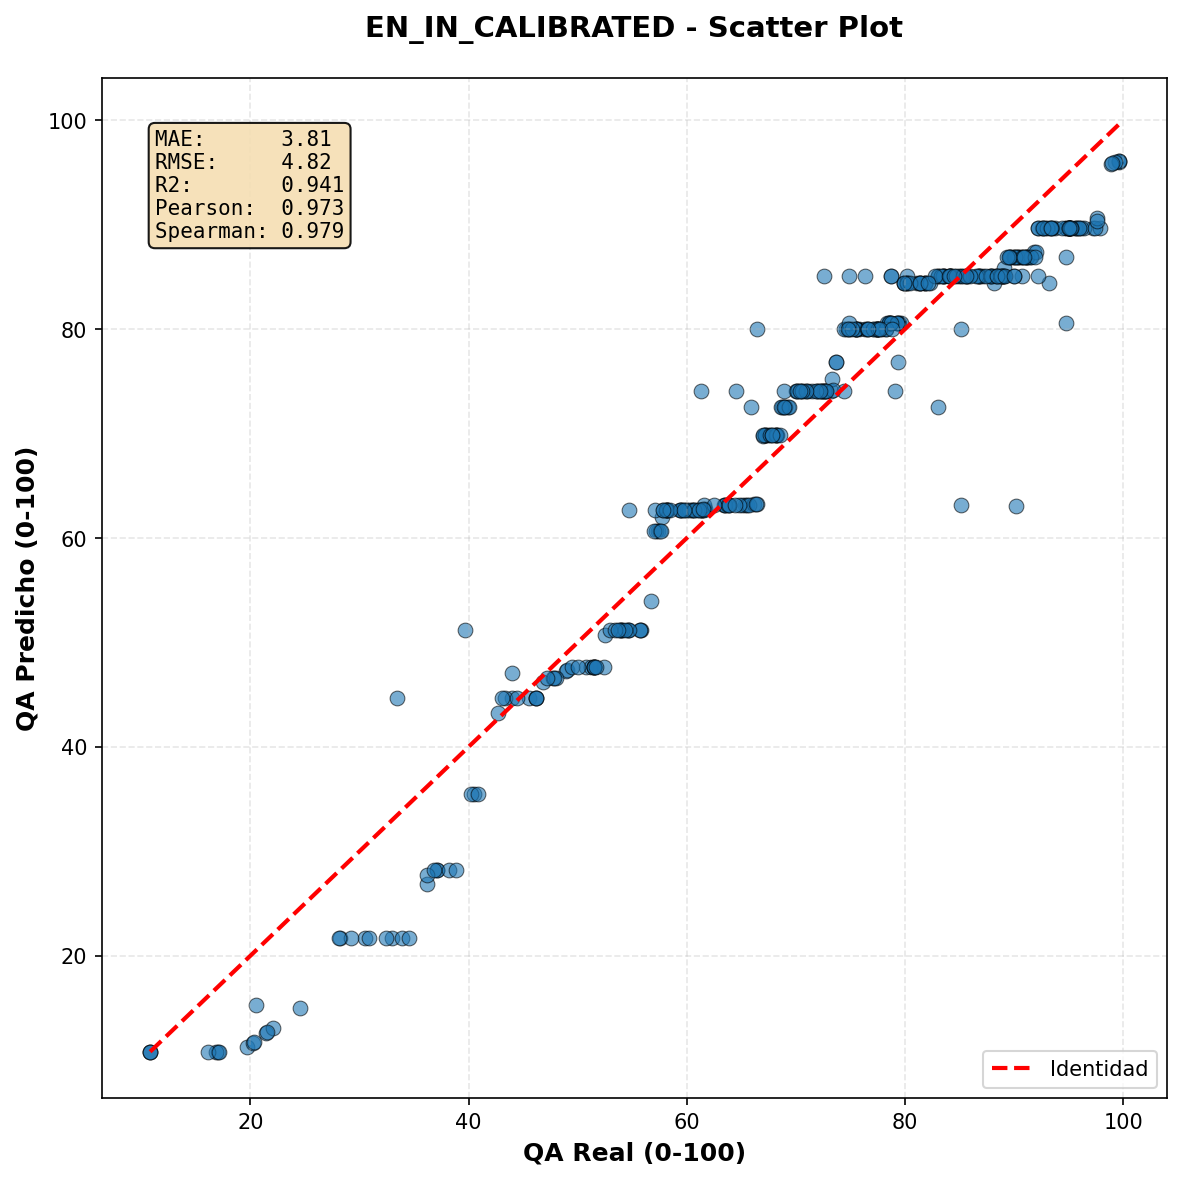 EN_IN_CALIBRATED - Scatter Plot
MAE: 3.81
RMSE: 4.82
R2: 0.941
Pearson: 0.973
Spearman: 0.979
100
80
60
40
20
QA Predicho (0-100)
Identidad
20 40 60 80 100
QA Real (0-100)